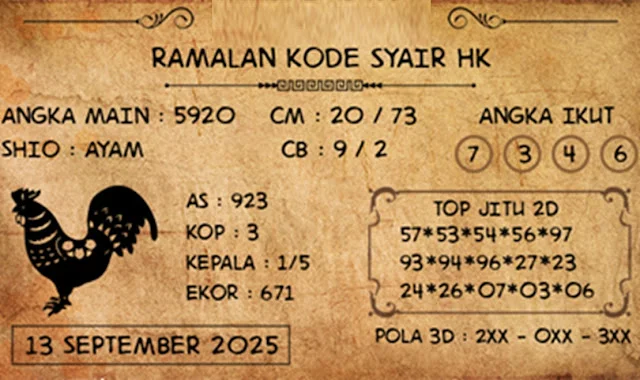 RAMALAN KODE SYAIR HK
ANGKA MAIN : 5920 CM : 20 / 73 ANGKA IKUT
SHIO : AYAM CB : 9 / 2 7 3 4 6
AS : 923
KOP : 3
KEPALA : 1/5
EKOR : 671
TOP JITU 2D
57*53*54*56*97
93*94*96*27*23
24*26*07*03*06
13 SEPTEMBER 2025
POLA 3D : 2XX - 0XX - 3XX